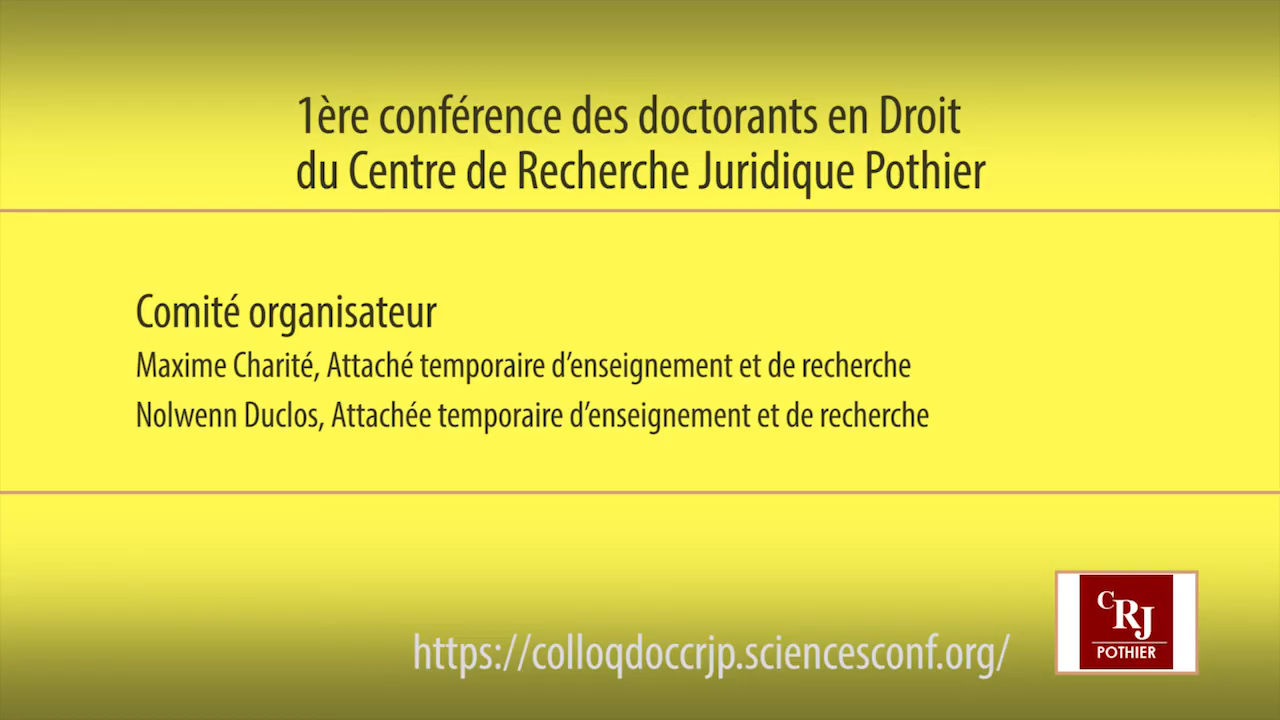 1ère conférence des doctorants en Droit
du Centre de Recherche Juridique Pothier
Comité organisateur
Maxime Charité, Attaché temporaire d’enseignement et de recherche
Nolwenn Duclos, Attachée temporaire d’enseignement et de recherche
https://colloqdoccrjp.sciencesconf.org/
CRJ
POTHIER